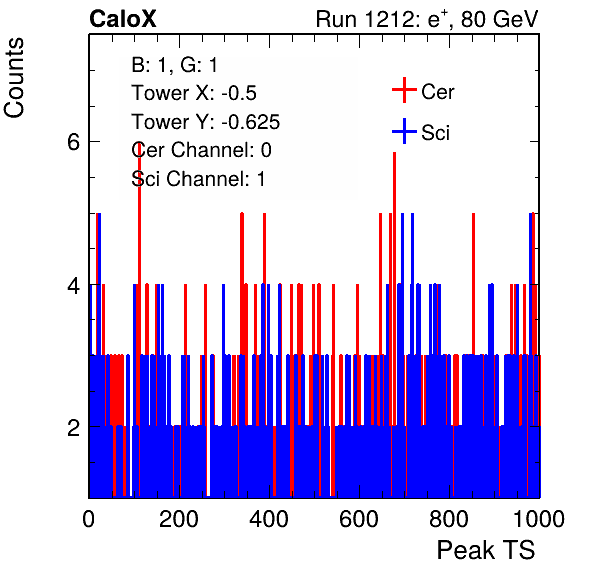 CaloX Run 1212: e⁺, 80 GeV
Counts
B: 1, G: 1
Tower X: -0.5
Tower Y: -0.625
Cer Channel: 0
Sci Channel: 1
Cer
Sci
6
4
2
0 200 400 600 800 1000
Peak TS